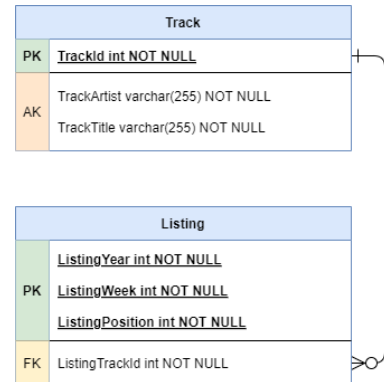 Track
PK TrackId int NOT NULL
AK
TrackArtist varchar(255) NOT NULL
TrackTitle varchar(255) NOT NULL
Listing
PK
ListingYear int NOT NULL
ListingWeek int NOT NULL
ListingPosition int NOT NULL
FK ListingTrackId int NOT NULL